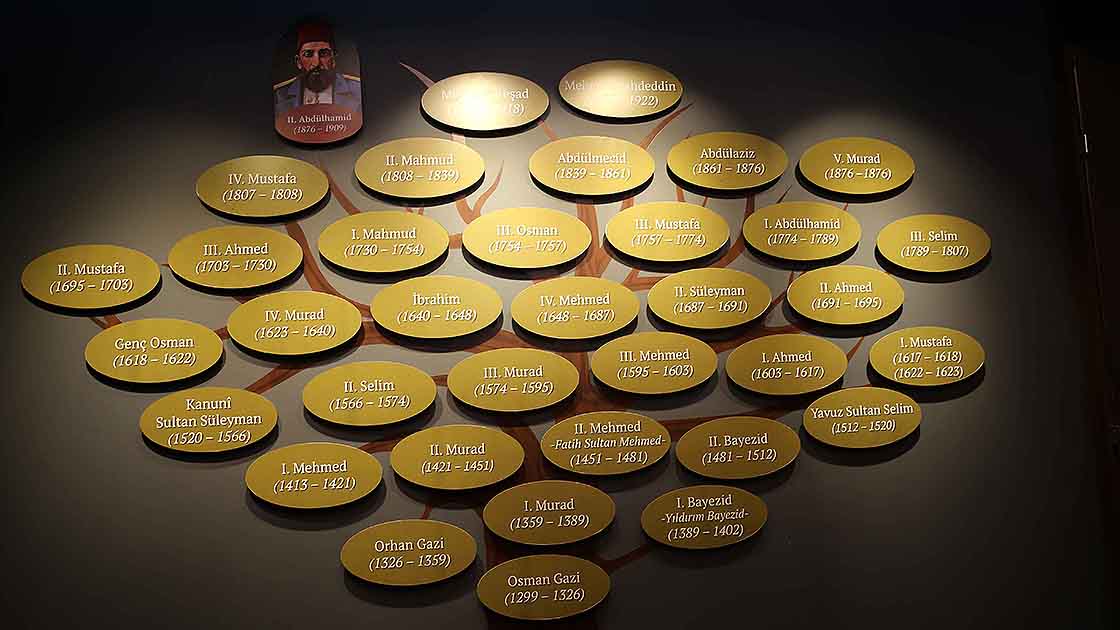 II. Abdülhamid
(1876 – 1909)
Mehmed Vahdeddin
IV. Mustafa
(1807 – 1808)
II. Mahmud
(1808 – 1839)
Abdülmecid
(1839 – 1861)
Abdülaziz
(1861 – 1876)
V. Murad
(1876 –1876)
II. Mustafa
(1695 – 1703)
III. Ahmed
(1703 – 1730)
I. Mahmud
(1730 – 1754)
III. Osman
(1754 – 1757)
III. Mustafa
(1757 – 1774)
I. Abdülhamid
(1774 – 1789)
III. Selim
(1789 – 1807)
Genç Osman
(1618 – 1622)
IV. Murad
(1623 – 1640)
İbrahim
(1640 – 1648)
IV. Mehmed
(1648 – 1687)
II. Süleyman
(1687 – 1691)
II. Ahmed
(1691 – 1695)
Kanunî
Sultan Süleyman
(1520 – 1566)
II. Selim
(1566 – 1574)
III. Murad
(1574 – 1595)
III. Mehmed
(1595 – 1603)
I. Ahmed
(1603 – 1617)
I. Mustafa
(1617 – 1618)
(1622 – 1623)
I. Mehmed
(1413 – 1421)
II. Murad
(1421 – 1451)
II. Mehmed
-Fatih Sultan Mehmed-
(1451 – 1481)
II. Bayezid
(1481 – 1512)
Yavuz Sultan Selim
(1512 – 1520)
Orhan Gazi
(1326 – 1359)
I. Murad
(1359 – 1389)
I. Bayezid
-Yıldırım Bayezid-
(1389 – 1402)
Osman Gazi
(1299 – 1326)